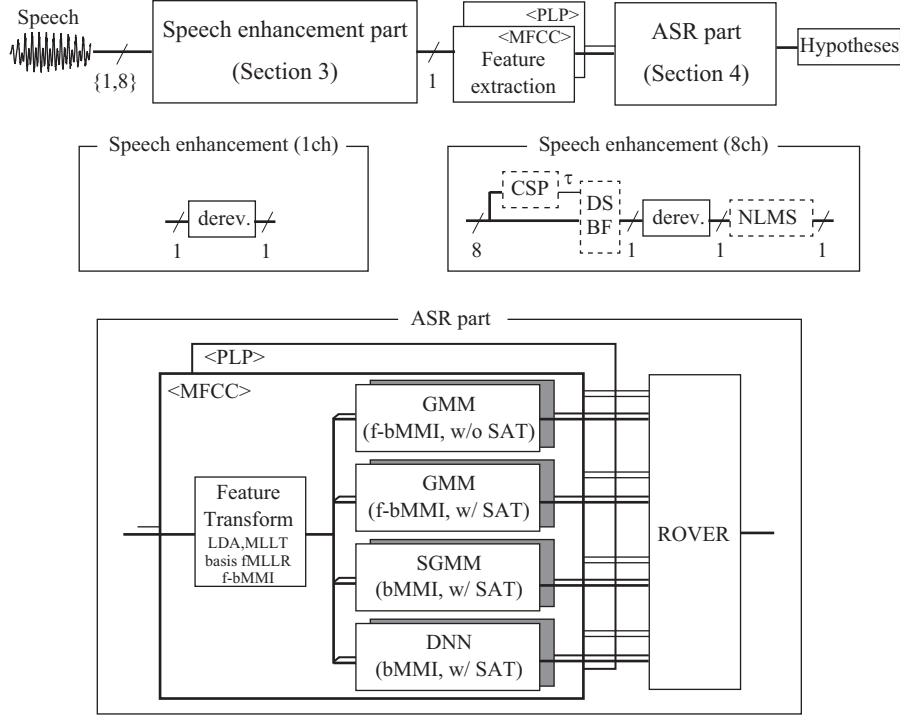 Speech
{1,8}
Speech enhancement part
(Section 3)
1
<PLP>
<MFCC>
Feature
extraction
ASR part
(Section 4)
Hypotheses
Speech enhancement (1ch)
derev.
1
1
Speech enhancement (8ch)
CSP
τ
DS
BF
derev.
NLMS
8
1
1
1
ASR part
<PLP>
<MFCC>
Feature
Transform
LDA,MLLT
basis fMLLR
f-bMMI
GMM
(f-bMMI, w/o SAT)
GMM
(f-bMMI, w/ SAT)
SGMM
(bMMI, w/ SAT)
DNN
(bMMI, w/ SAT)
ROVER